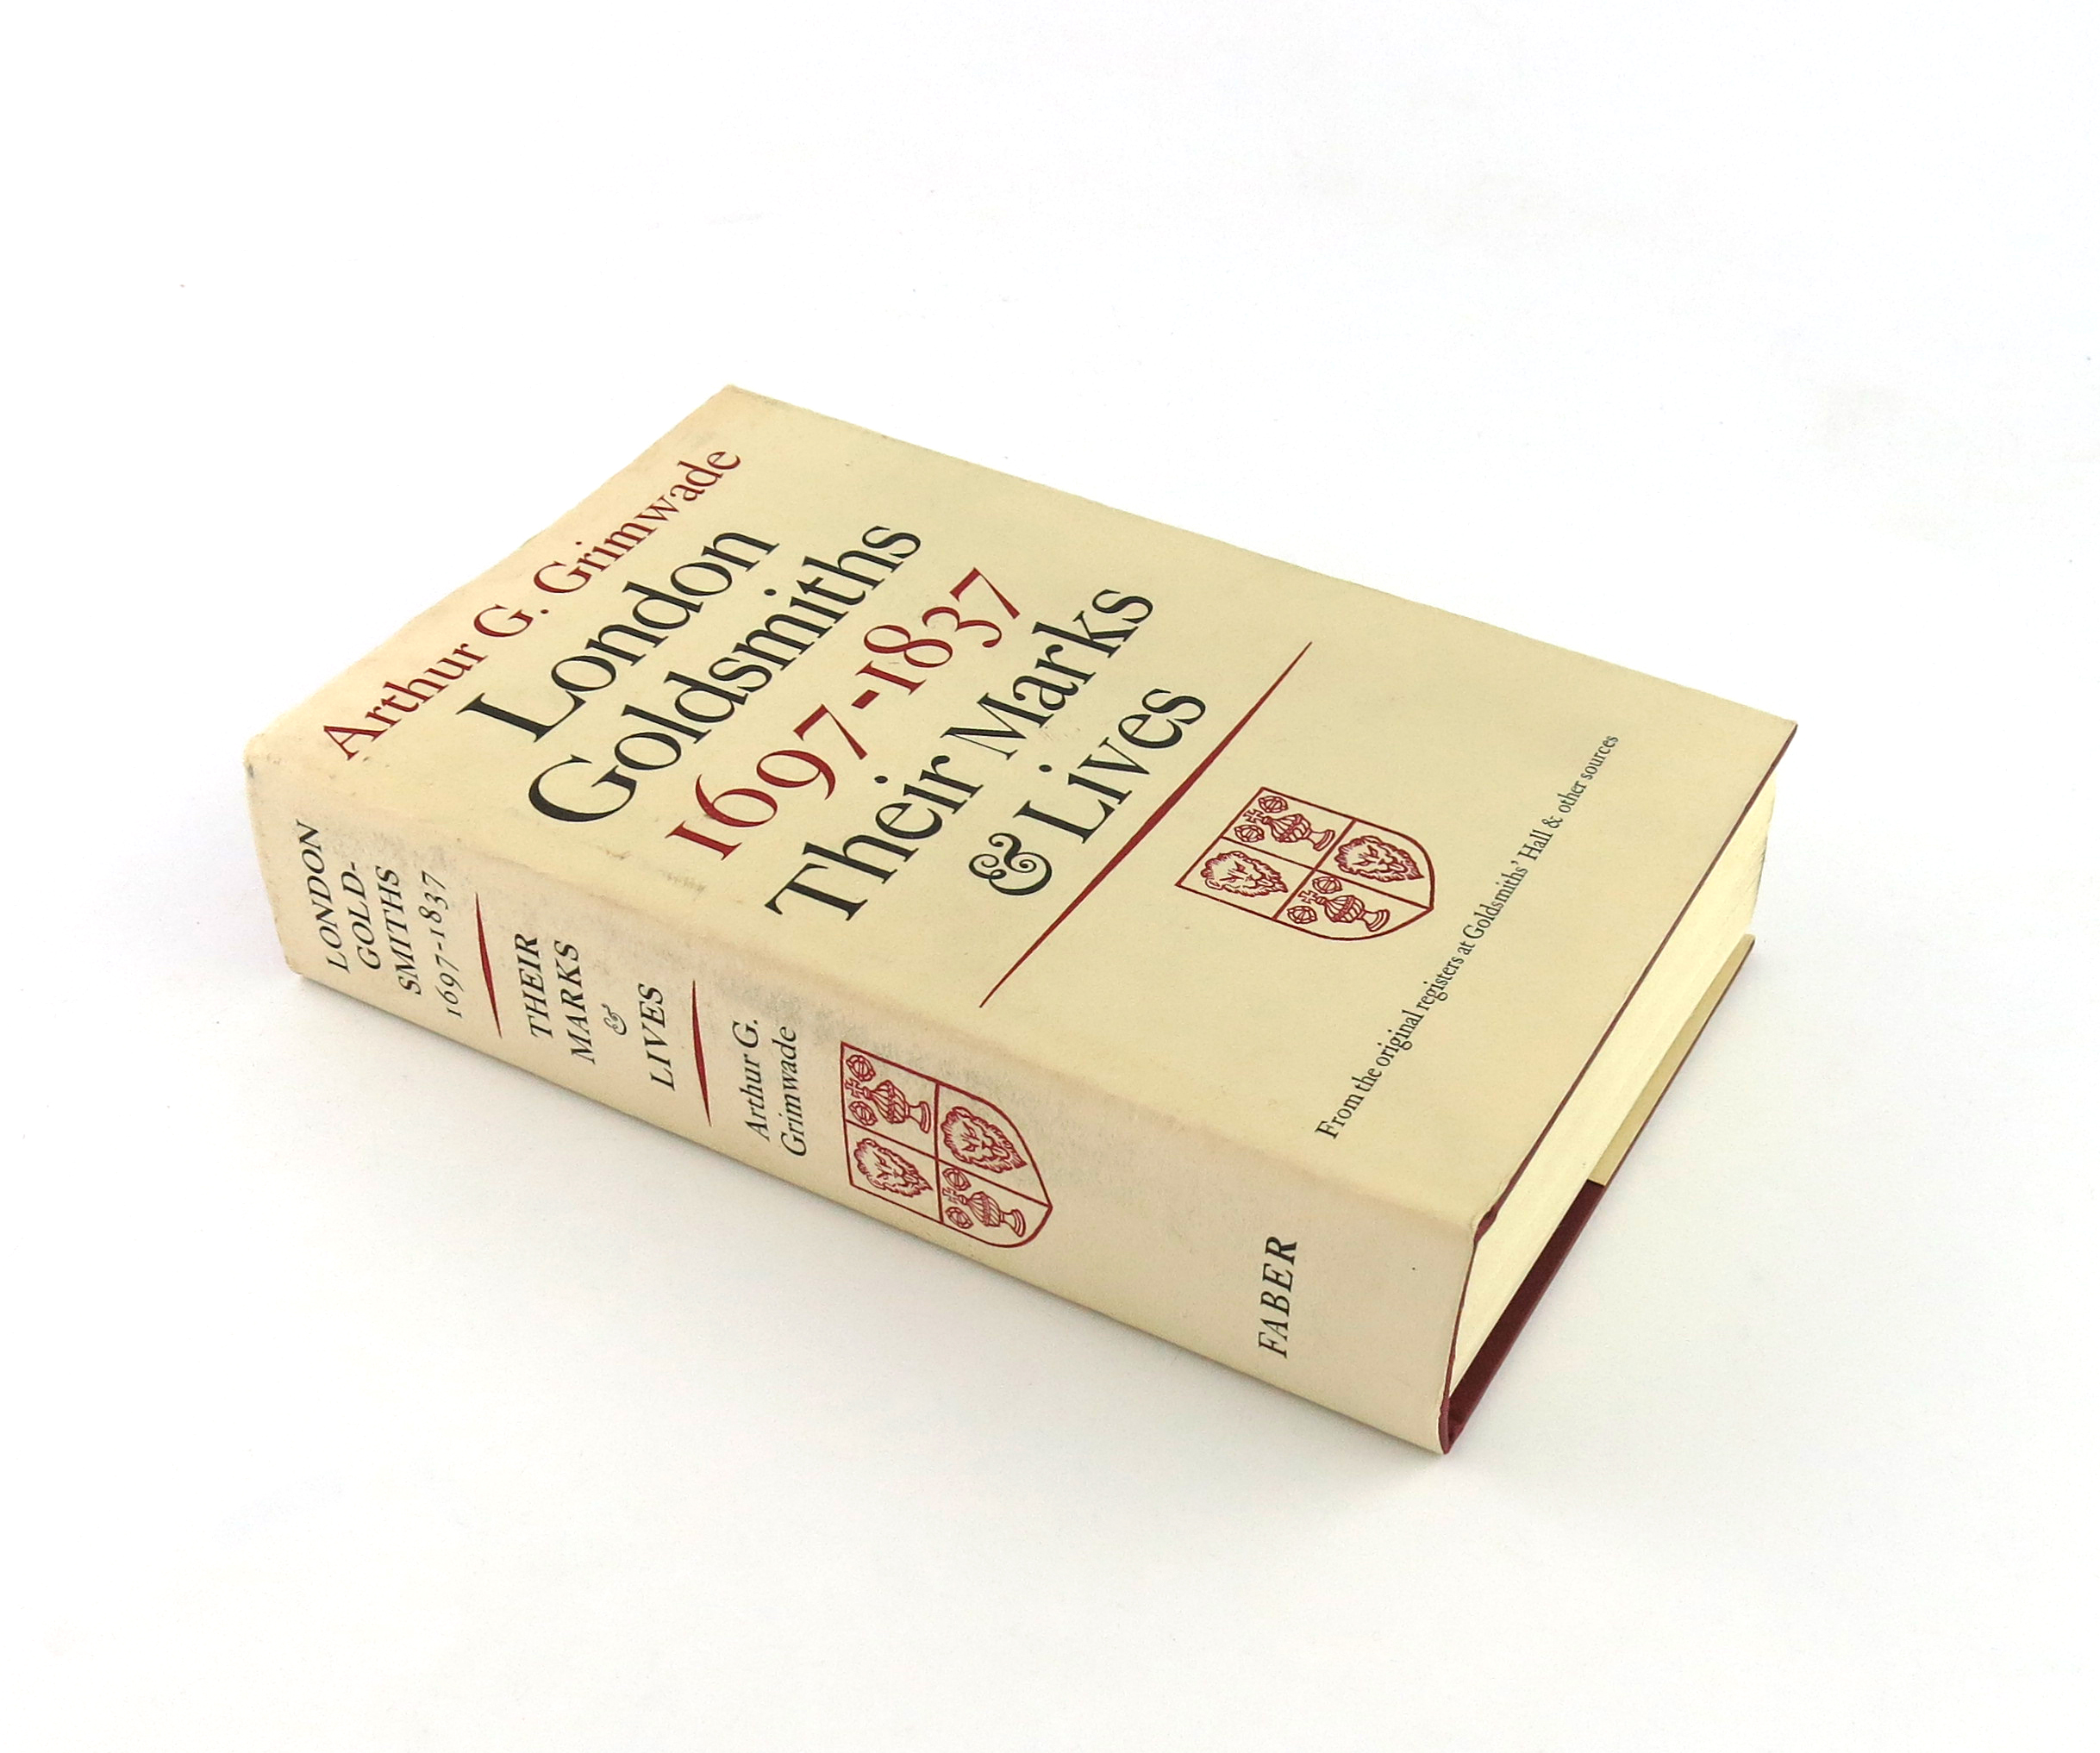 Arthur G. Grimwade
London
Goldsmiths
1697-1837
Their Marks
& Lives
From the original registers at Goldsmiths' Hall & other sources
LONDON
GOLD-
SMITHS
1697-1837
THEIR
MARKS
&
LIVES
Arthur G.
Grimwade
FABER